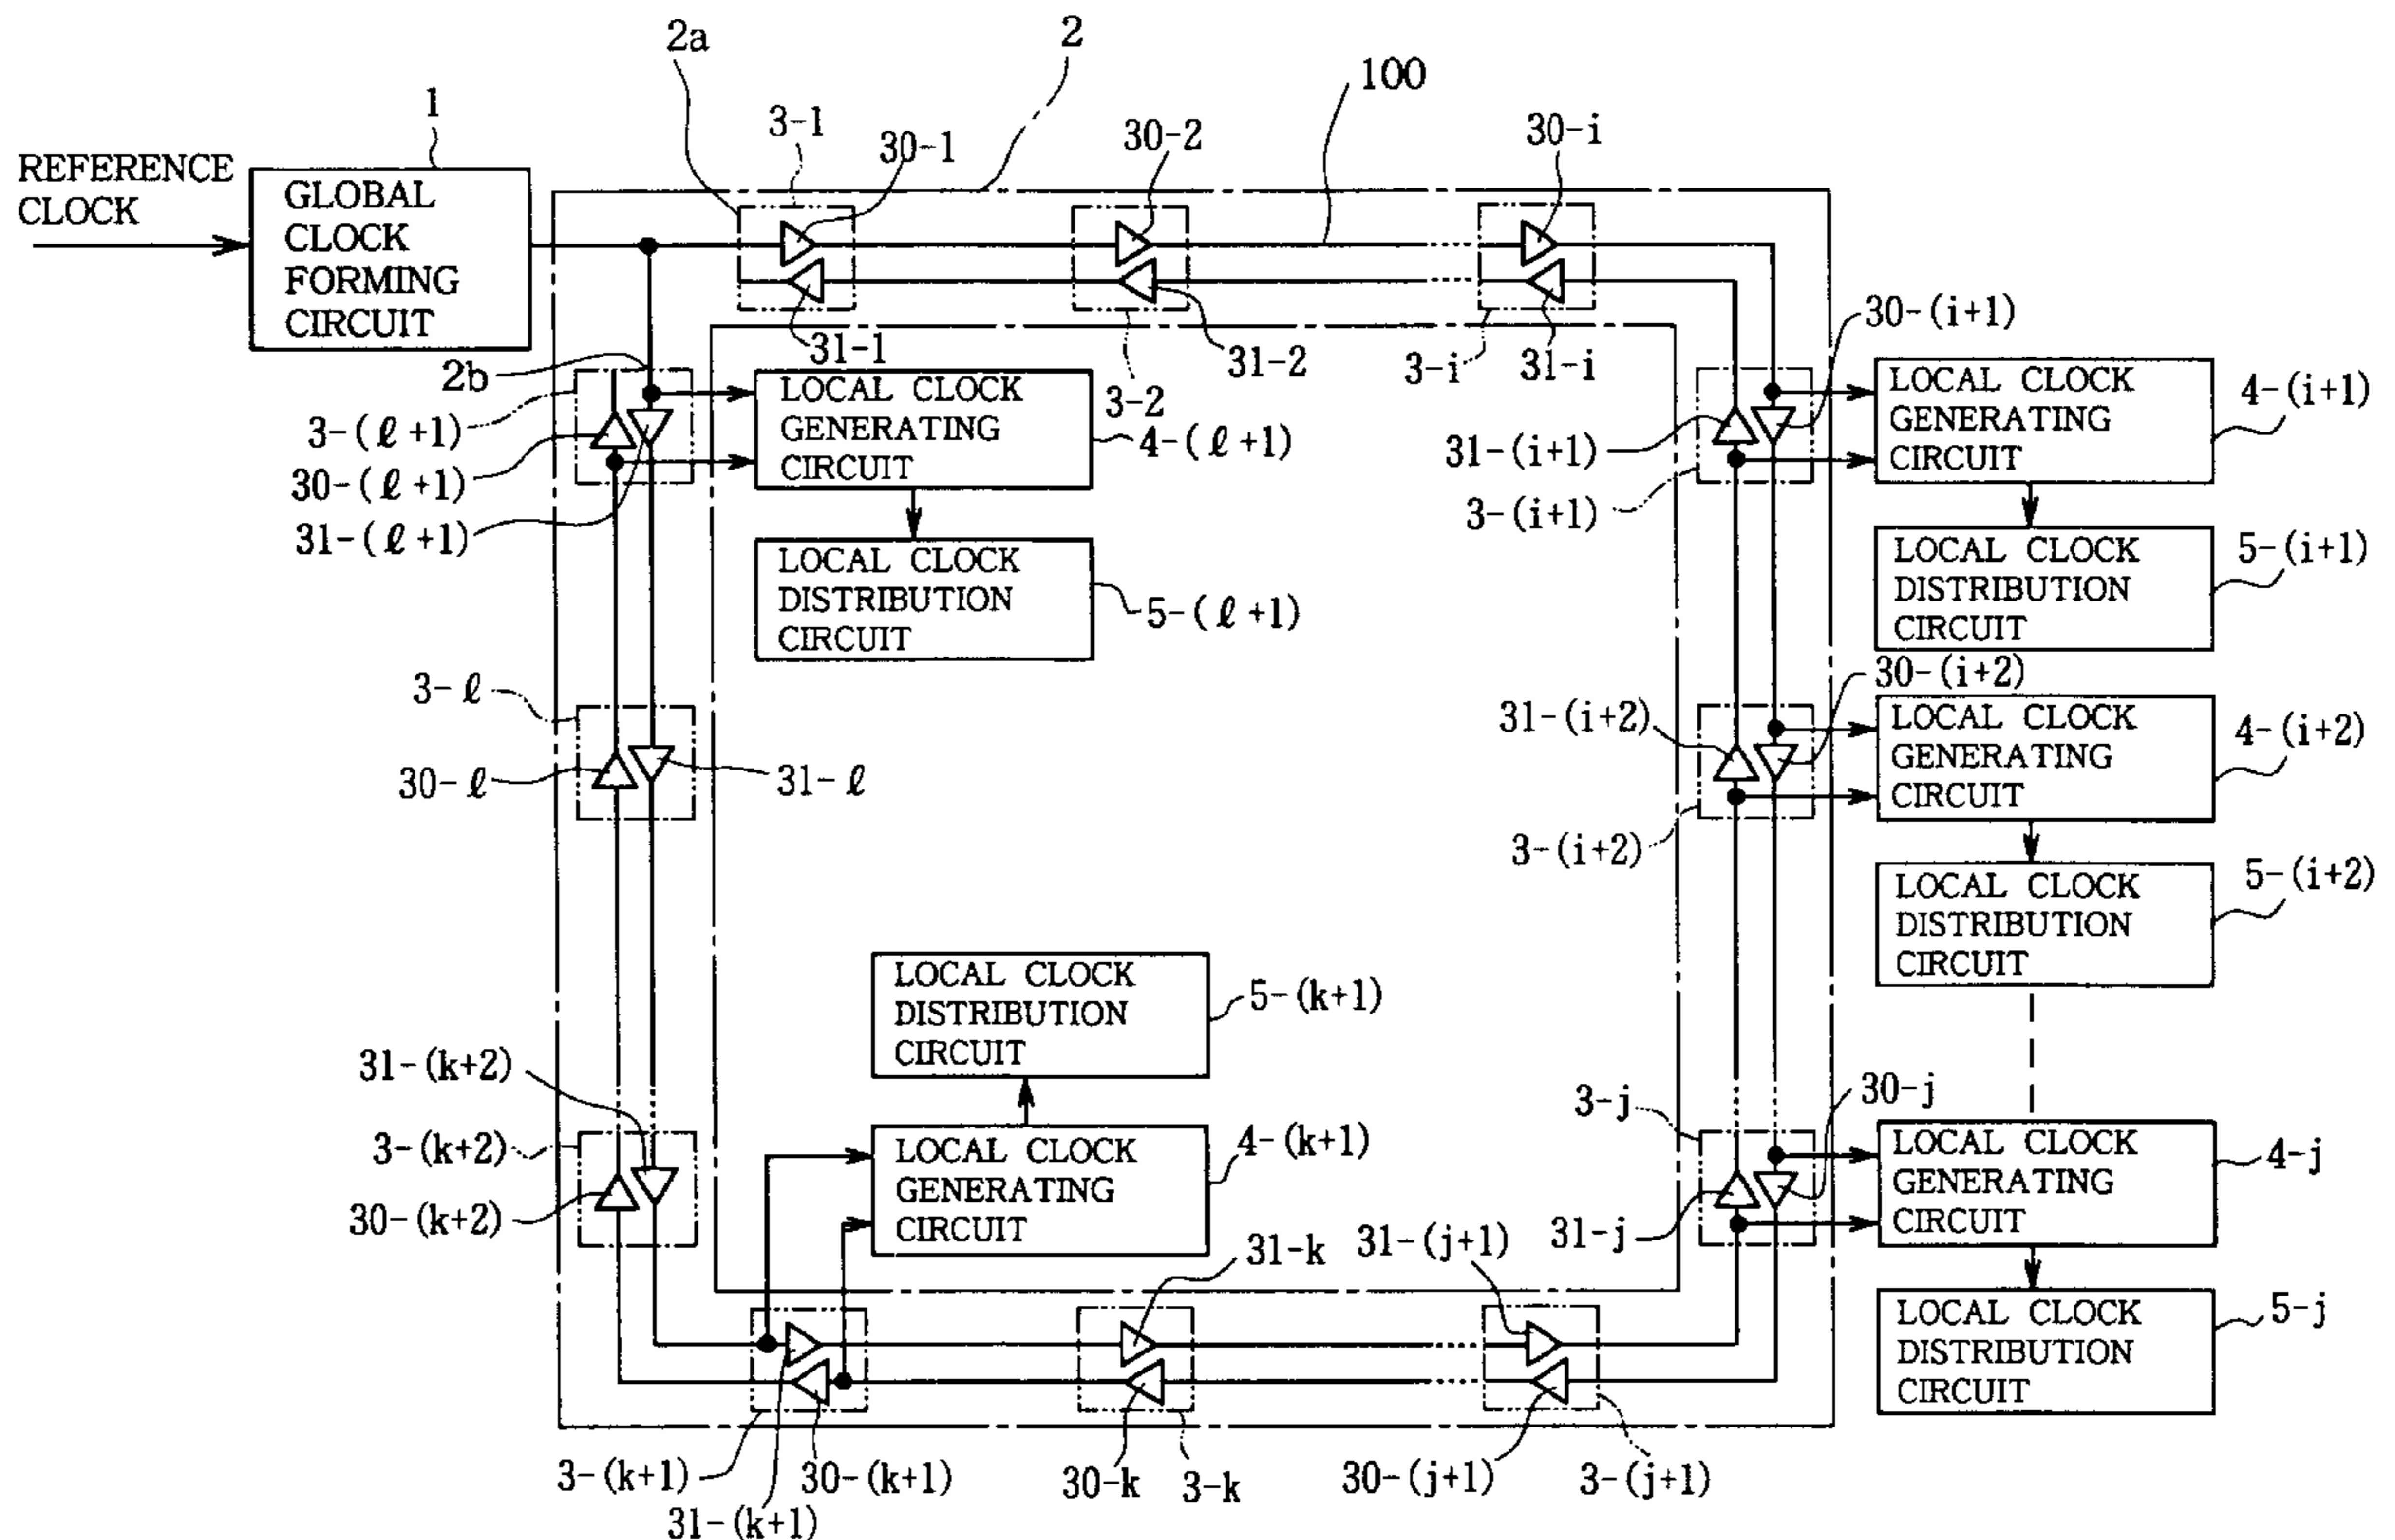 2a
2
100
1
3-1
30-1
30-2
30-i
REFERENCE
CLOCK
GLOBAL
CLOCK
FORMING
CIRCUIT
31-1
3-2
31-2
3-i
31-i
30-(i+1)
2b
3-(ℓ+1)
30-(ℓ+1)
31-(ℓ+1)
LOCAL CLOCK
GENERATING
CIRCUIT
4-(ℓ+1)
LOCAL CLOCK
DISTRIBUTION
CIRCUIT
5-(ℓ+1)
31-(i+1)
3-(i+1)
LOCAL CLOCK
GENERATING
CIRCUIT
4-(i+1)
LOCAL CLOCK
DISTRIBUTION
CIRCUIT
5-(i+1)
3-ℓ
30-ℓ
31-ℓ
30-(i+2)
31-(i+2)
3-(i+2)
LOCAL CLOCK
GENERATING
CIRCUIT
4-(i+2)
LOCAL CLOCK
DISTRIBUTION
CIRCUIT
5-(i+2)
LOCAL CLOCK
DISTRIBUTION
CIRCUIT
5-(k+1)
31-(k+2)
3-(k+2)
30-(k+2)
LOCAL CLOCK
GENERATING
CIRCUIT
4-(k+1)
3-j
30-j
31-j
LOCAL CLOCK
GENERATING
CIRCUIT
4-j
LOCAL CLOCK
DISTRIBUTION
CIRCUIT
5-j
31-k
31-(j+1)
3-(k+1)
31-(k+1)
30-(k+1)
30-k
3-k
30-(j+1)
3-(j+1)